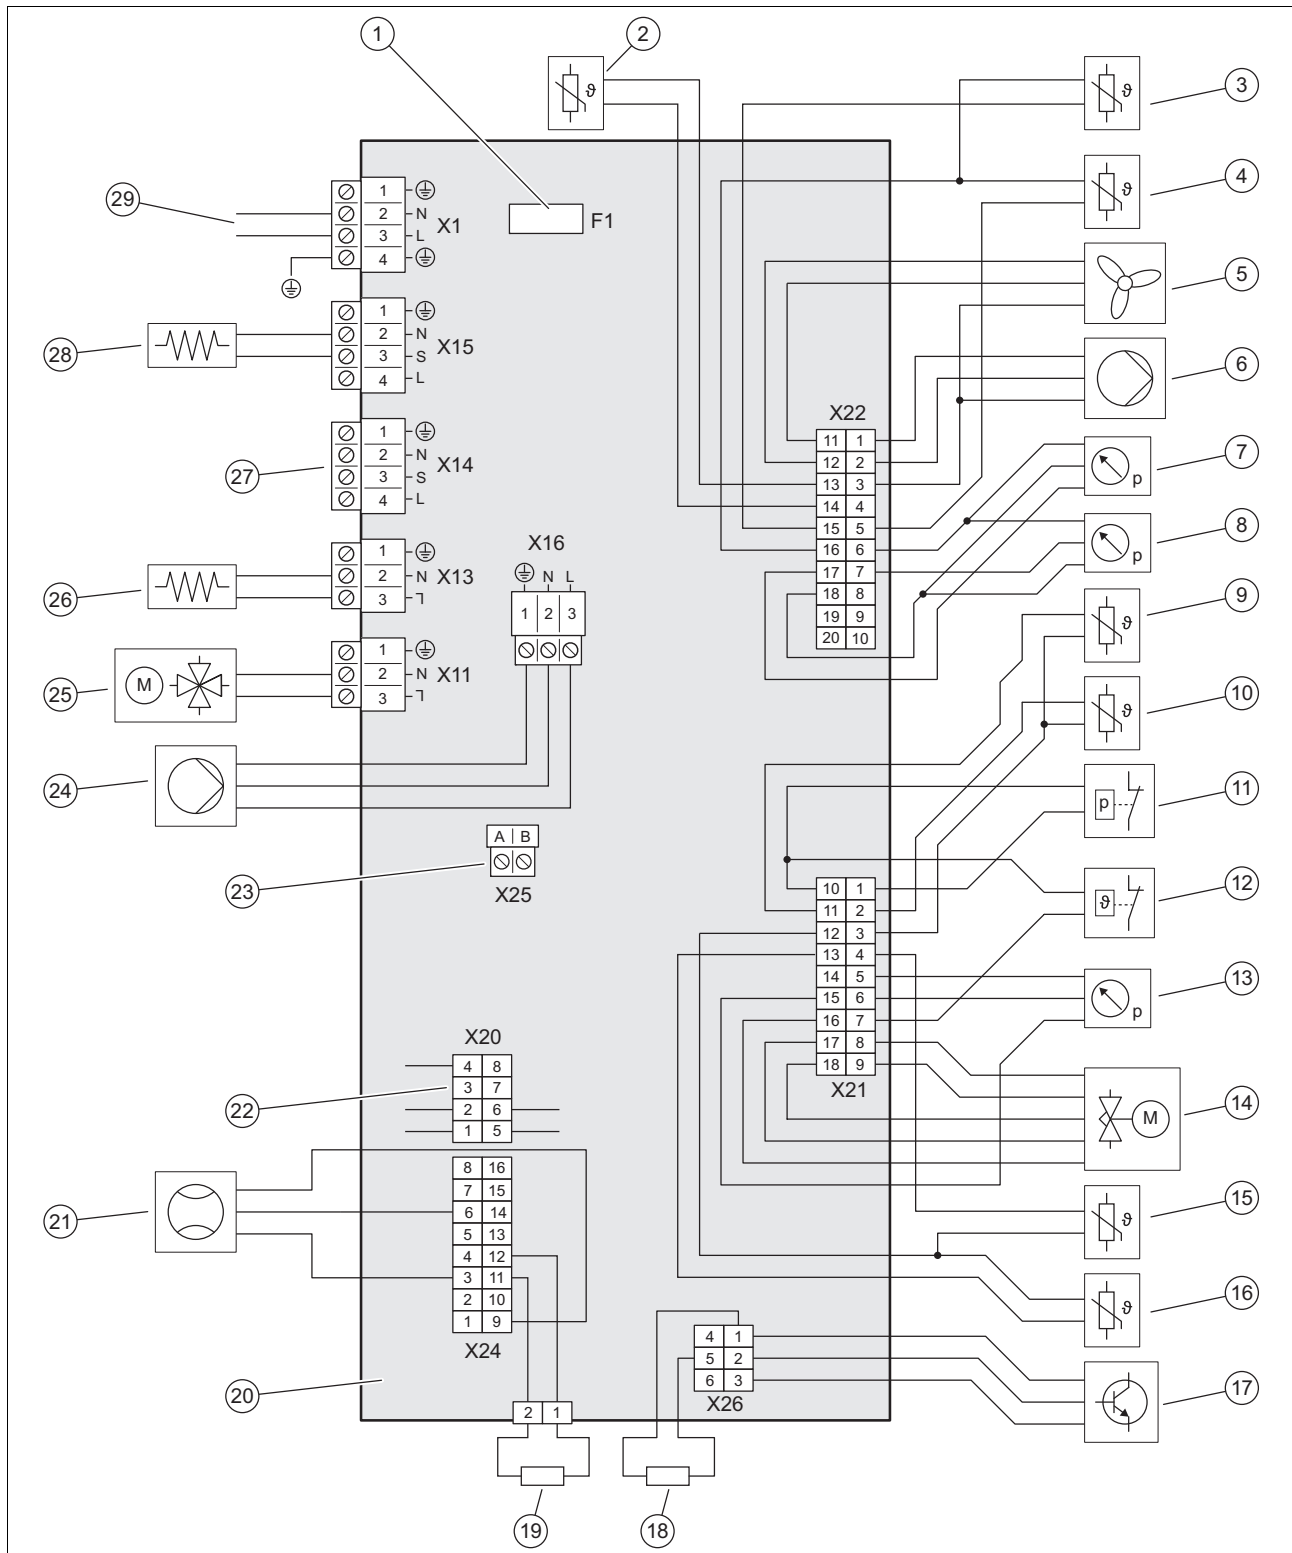 1
2
3
4
5
6
7
8
9
10
11
12
13
14
15
16
17
18
19
20
21
22
23
24
25
26
27
28
29
F1
X1
1
2 N
3 L
4
X15
1
2 N
3 S
4 L
X14
1
2 N
3 S
4 L
X13
1
2 N
3
X11
1
2 N
3
X16
N L
1 2 3
A B
X25
X20
4 8
3 7
2 6
1 5
8 16
7 15
6 14
5 13
4 12
3 11
2 10
1 9
X24
2 1
X22
11 1
12 2
13 3
14 4
15 5
16 6
17 7
18 8
19 9
20 10
10 1
11 2
12 3
13 4
14 5
15 6
16 7
17 8
18 9
X21
4 1
5 2
6 3
X26
ϑ
ϑ
ϑ
p
p
ϑ
ϑ
p
ϑ
p
M
ϑ
ϑ
M